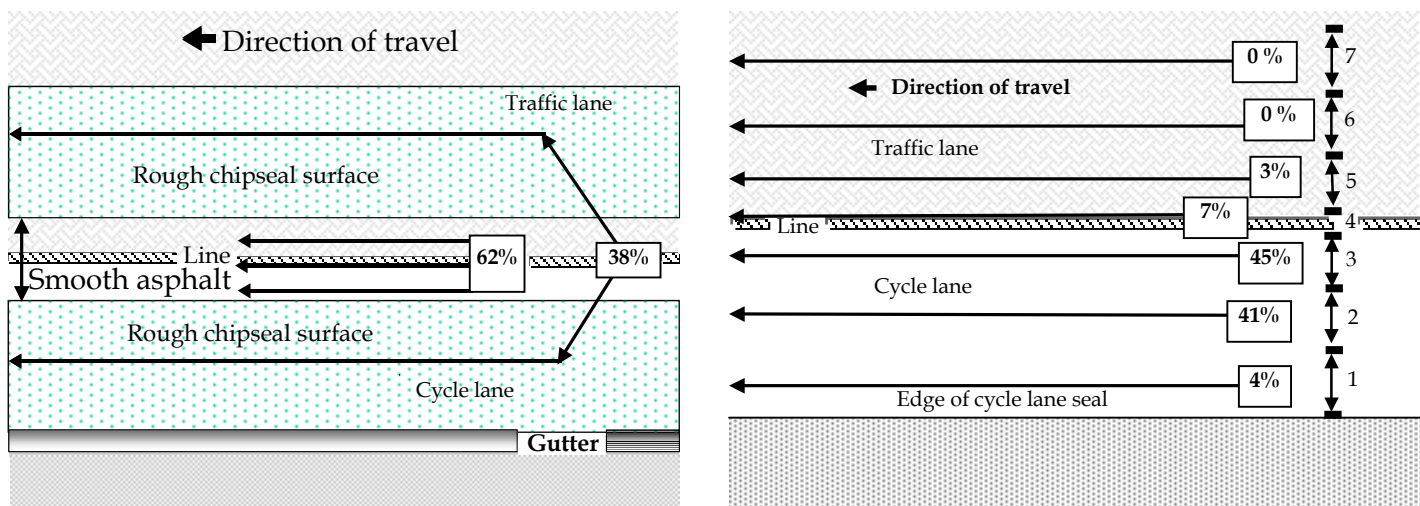 Direction of travel
Traffic lane
Rough chipseal surface
Line
62%
38%
Smooth asphalt
Rough chipseal surface
Cycle lane
Gutter
0 %
7
Direction of travel
0 %
6
Traffic lane
3%
5
7%
4
Line
45%
3
Cycle lane
41%
2
4%
1
Edge of cycle lane seal